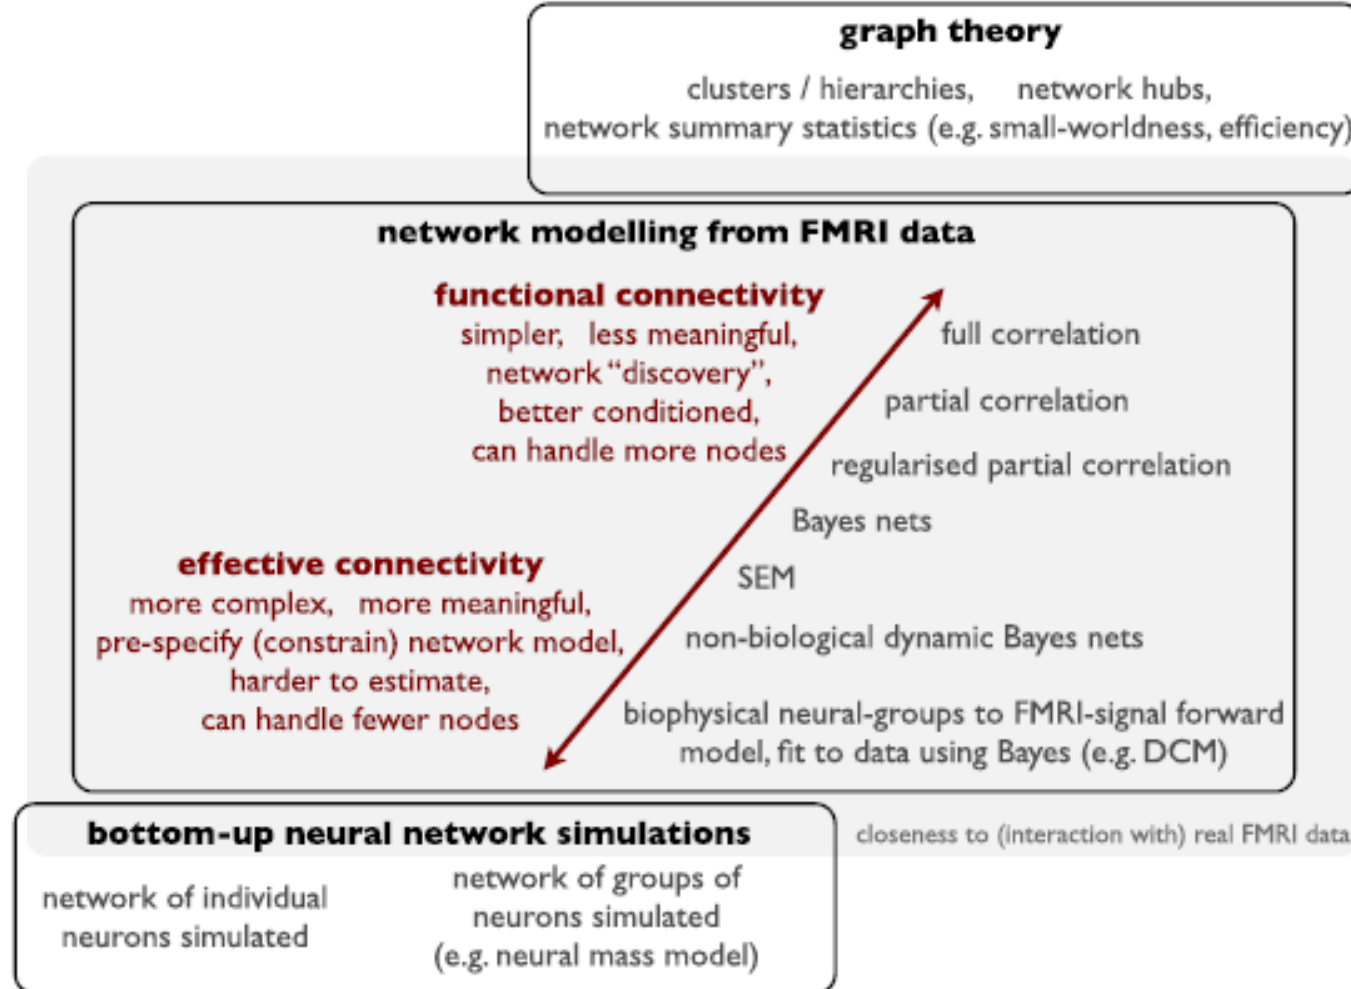 graph theory
clusters / hierarchies, network hubs,
network summary statistics (e.g. small-worldness, efficiency)
network modelling from FMRI data
functional connectivity
simpler, less meaningful,
network “discovery”,
better conditioned,
can handle more nodes
full correlation
partial correlation
regularised partial correlation
Bayes nets
SEM
non-biological dynamic Bayes nets
biophysical neural-groups to FMRI-signal forward
model, fit to data using Bayes (e.g. DCM)
effective connectivity
more complex, more meaningful,
pre-specify (constrain) network model,
harder to estimate,
can handle fewer nodes
bottom-up neural network simulations
closeness to (interaction with) real FMRI data
network of individual
neurons simulated
network of groups of
neurons simulated
(e.g. neural mass model)